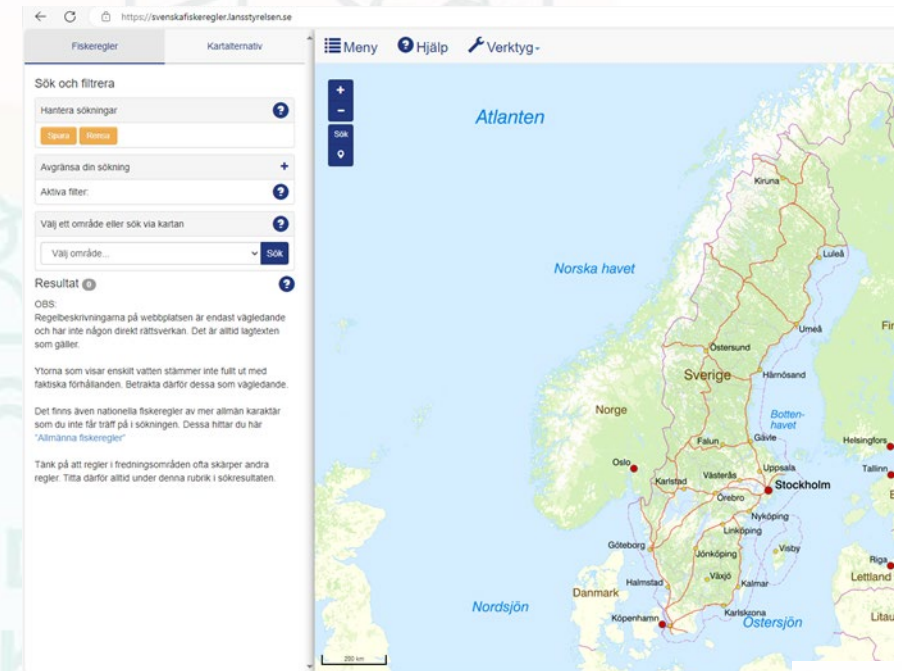 https://svenskafiskeregler.lansstyrelsen.se
Fiskeregler
Kartalternativ
Sök och filtrera
Hantera sökningar
Spara
Rensa
Avgränsa din sökning
Aktiva filter:
Välj ett område eller sök via kartan
Välj område...
Sök
Resultat 0
OBS:
Regelbeskrivningarna på webbplatsen är endast vägledande
och har inte någon direkt rättsverkan. Det är alltid lagtexten
som gäller.
Ytorna som visar enskilt vatten stämmer inte fullt ut med
faktiska förhållanden. Betrakta därför dessa som vägledande.
Det finns även nationella fiskeregler av mer allmän karaktär
som du inte får träff på i sökningen. Dessa hittar du här
"Allmänna fiskeregler"
Tänk på att regler i fredningsområden ofta skärper andra
regler. Titta därför alltid under denna rubrik i sökresultaten.
Meny
Hjälp
Verktyg
+
−
Sök
Atlanten
Kiruna
Luleå
Norska havet
Umeå
Fin
Östersund
Sverige
Härnösand
Norge
Botten-
havet
Falun
Gävle
Helsingfors
Oslo
Västerås
Uppsala
Tallinn
Karlstad
Stockholm
Örebro
E
Nyköping
Linköping
Göteborg
Jönköping
Visby
Riga
Växjö
Lettland
Halmstad
Kalmar
Danmark
Nordsjön
Köpenhamn
Karlskrona
Östersjön
Litau
250 km